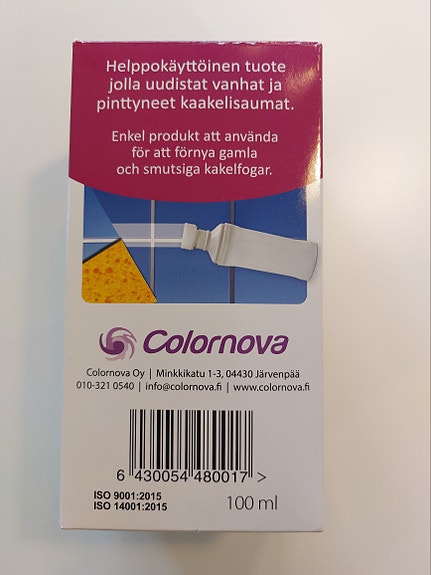 Helppokäyttöinen tuote
jolla uudistat vanhat ja
pinttyneet kaakelisaumat.
Enkel produkt att använda
för att förnya gamla
och smutsiga kakelfogar.
Colornova
Colornova Oy | Minkkikatu 1-3, 04430 Järvenpää
010-321 0540 | info@colornova.fi | www.colornova.fi
6 430054 480017 >
ISO 9001:2015
ISO 14001:2015
100 ml